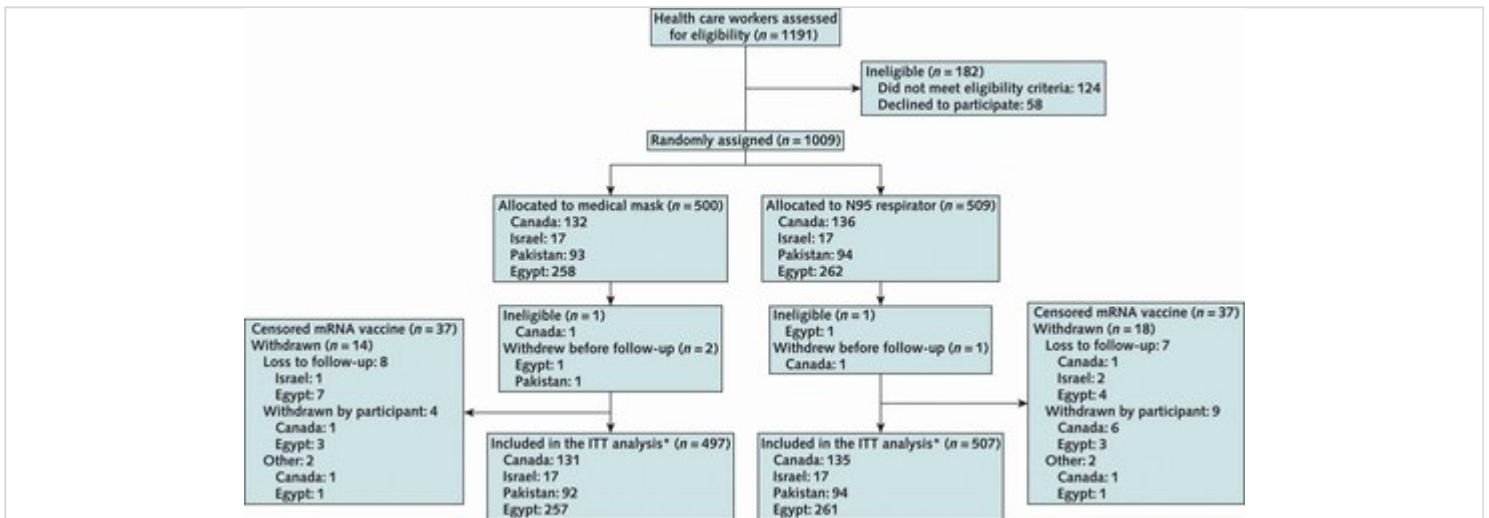 Health care workers assessed
for eligibility (n = 1191)
Ineligible (n = 182)
Did not meet eligibility criteria: 124
Declined to participate: 58
Randomly assigned (n = 1009)
Allocated to medical mask (n = 500)
Canada: 132
Israel: 17
Pakistan: 93
Egypt: 258
Allocated to N95 respirator (n = 509)
Canada: 136
Israel: 17
Pakistan: 94
Egypt: 262
Censored mRNA vaccine (n = 37)
Withdrawn (n = 14)
Loss to follow-up: 8
Israel: 1
Egypt: 7
Withdrawn by participant: 4
Canada: 1
Egypt: 3
Other: 2
Canada: 1
Egypt: 1
Ineligible (n = 1)
Canada: 1
Withdrew before follow-up (n = 2)
Egypt: 1
Pakistan: 1
Ineligible (n = 1)
Egypt: 1
Withdrew before follow-up (n = 1)
Canada: 1
Censored mRNA vaccine (n = 37)
Withdrawn (n = 18)
Loss to follow-up: 7
Canada: 1
Israel: 2
Egypt: 4
Withdrawn by participant: 9
Canada: 6
Egypt: 3
Other: 2
Canada: 1
Egypt: 1
Included in the ITT analysis* (n = 497)
Canada: 131
Israel: 17
Pakistan: 92
Egypt: 257
Included in the ITT analysis* (n = 507)
Canada: 135
Israel: 17
Pakistan: 94
Egypt: 261